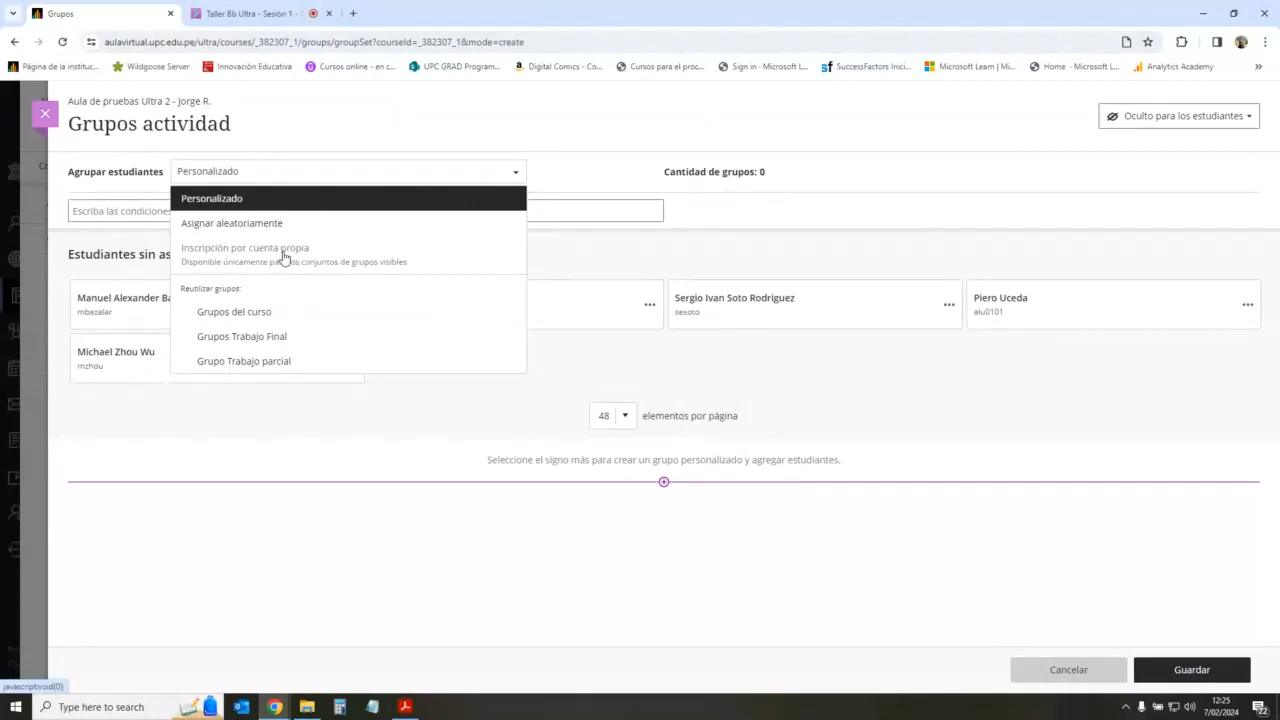 Grupos
Taller Bb Ultra - Sesión 1 -
aulavirtual.upc.edu.pe/ultra/courses/_382307_1/groups/groupSet?courseId=_382307_1&mode=create
Página de la instituc...
Wildgoose Server
Innovación Educativa
Cursos online - en c...
UPC GRAD Program...
Digital Comics - Co...
Cursos para el proc...
Sign in · Microsoft L...
SuccessFactors Inici...
Microsoft Learn | Mi...
Home · Microsoft L...
Analytics Academy
Aula de pruebas Ultra 2 - Jorge R.
Grupos actividad
Oculto para los estudiantes
Agrupar estudiantes
Personalizado
Cantidad de grupos: 0
Personalizado
Escriba las condiciones
Asignar aleatoriamente
Inscripción por cuenta propia
Disponible únicamente conjuntos de grupos visibles
Estudiantes sin as
Reutilizar grupos:
Grupos del curso
Grupos Trabajo Final
Grupo Trabajo parcial
Manuel Alexander Ba
mbazalar
Sergio Ivan Soto Rodriguez
sesoto
Piero Uceda
alu0101
Michael Zhou Wu
mzhou
48 elementos por página
Seleccione el signo más para crear un grupo personalizado y agregar estudiantes.
Cancelar
Guardar
javascript:void(0);
Type here to search
12:25
7/02/2024
22